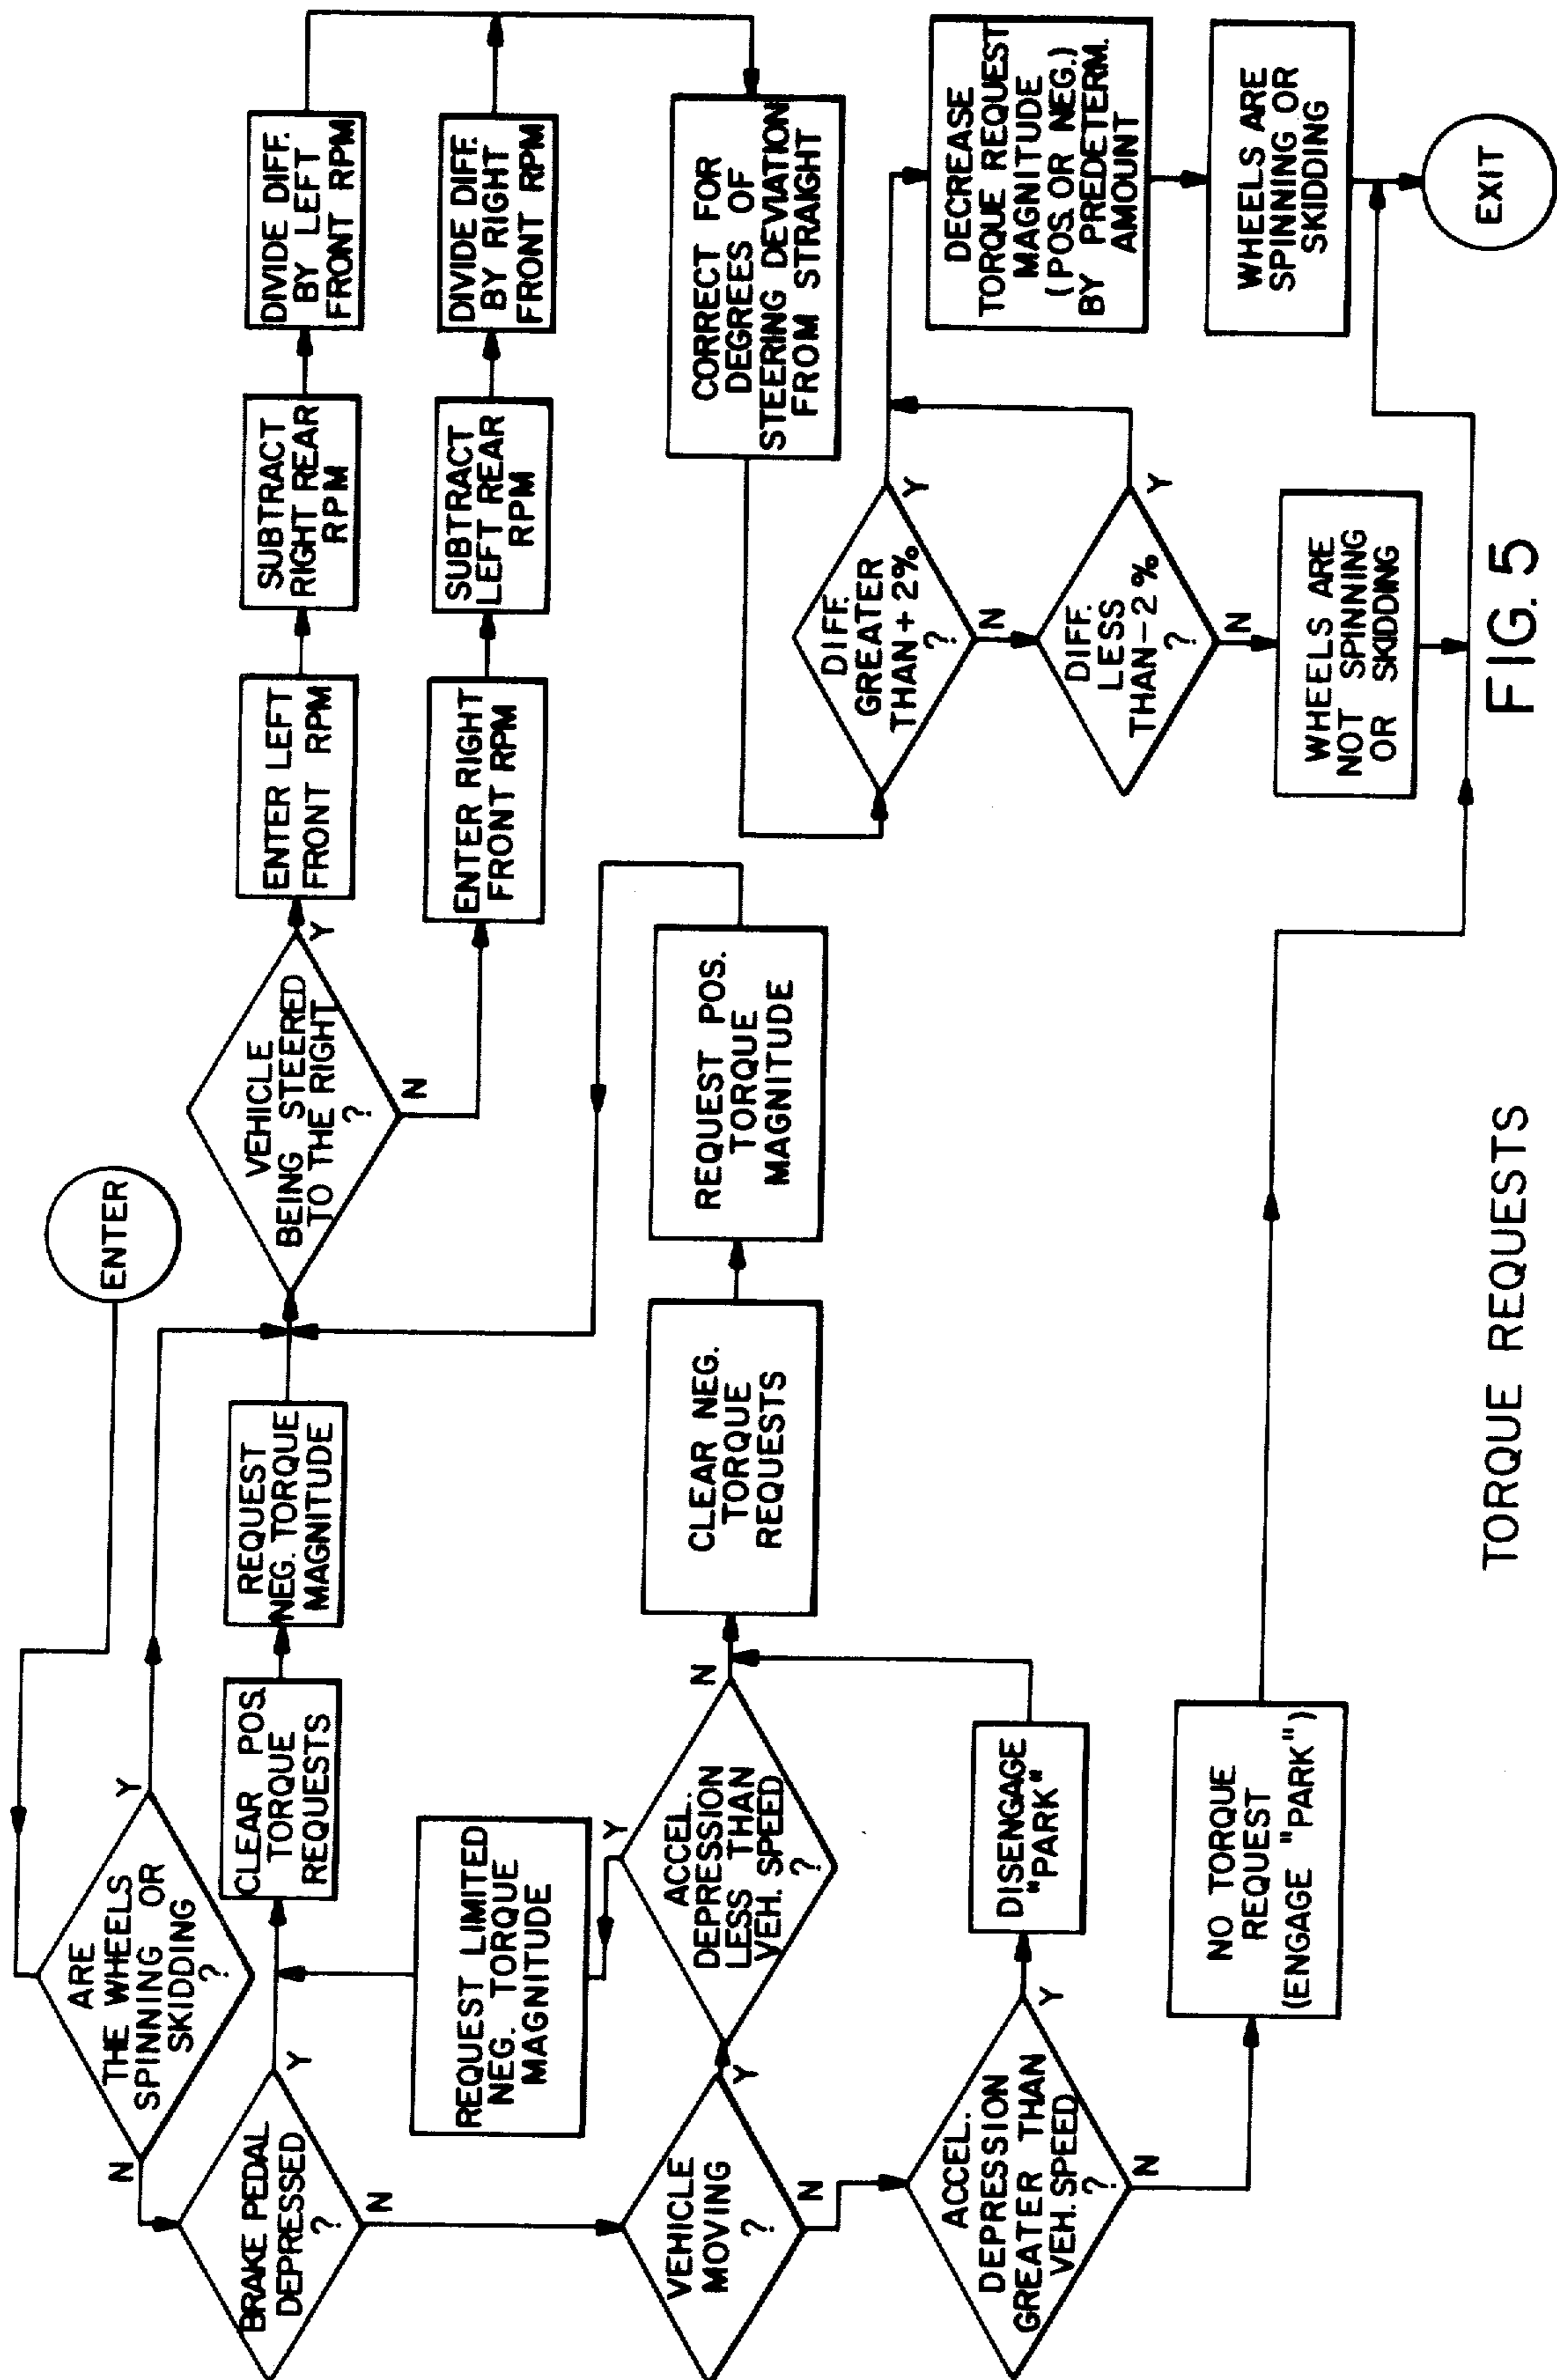 ENTER
ARE
THE WHEELS
SPINNING OR
SKIDDING
?
Y
N
BRAKE PEDAL
DEPRESSED
?
Y
N
CLEAR POS.
TORQUE
REQUESTS
REQUEST
NEG. TORQUE
MAGNITUDE
VEHICLE
BEING STEERED
TO THE RIGHT
?
Y
N
ENTER LEFT
FRONT RPM
SUBTRACT
RIGHT REAR
RPM
DIVIDE DIFF.
BY LEFT
FRONT RPM
ENTER RIGHT
FRONT RPM
SUBTRACT
LEFT REAR
RPM
DIVIDE DIFF.
BY RIGHT
FRONT RPM
REQUEST LIMITED
NEG. TORQUE
MAGNITUDE
VEHICLE
MOVING
?
Y
N
ACCEL.
DEPRESSION
LESS THAN
VEH. SPEED
?
Y
N
CLEAR NEG.
TORQUE
REQUESTS
REQUEST POS.
TORQUE
MAGNITUDE
CORRECT FOR
DEGREES OF
STEERING DEVIATION
FROM STRAIGHT
ACCEL.
DEPRESSION
GREATER THAN
VEH. SPEED
?
Y
N
DISENGAGE
"PARK"
DIFF.
GREATER
THAN + 2%
?
Y
N
DIFF.
LESS
THAN - 2%
?
Y
N
DECREASE
TORQUE REQUEST
MAGNITUDE
(POS. OR NEG.)
BY PREDETERM.
AMOUNT
NO TORQUE
REQUEST
(ENGAGE "PARK")
WHEELS ARE
NOT SPINNING
OR SKIDDING
WHEELS ARE
SPINNING OR
SKIDDING
EXIT
TORQUE REQUESTS
FIG. 5